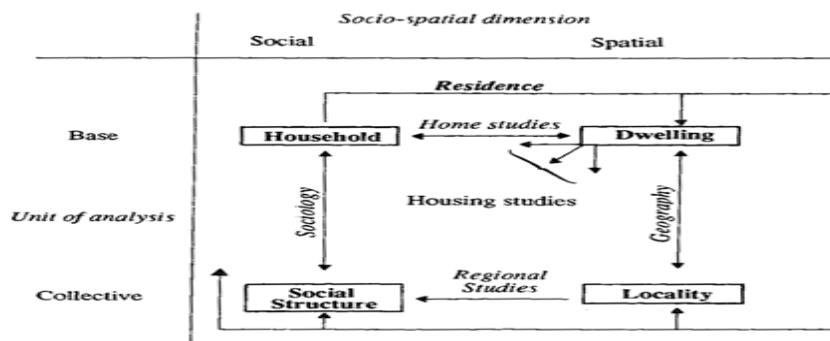 Socio-spatial dimension
Social Spatial
Residence
Base Household Home studies Dwelling
Sociology
Geography
Housing studies
Unit of analysis
Collective Social Structure Regional Studies Locality